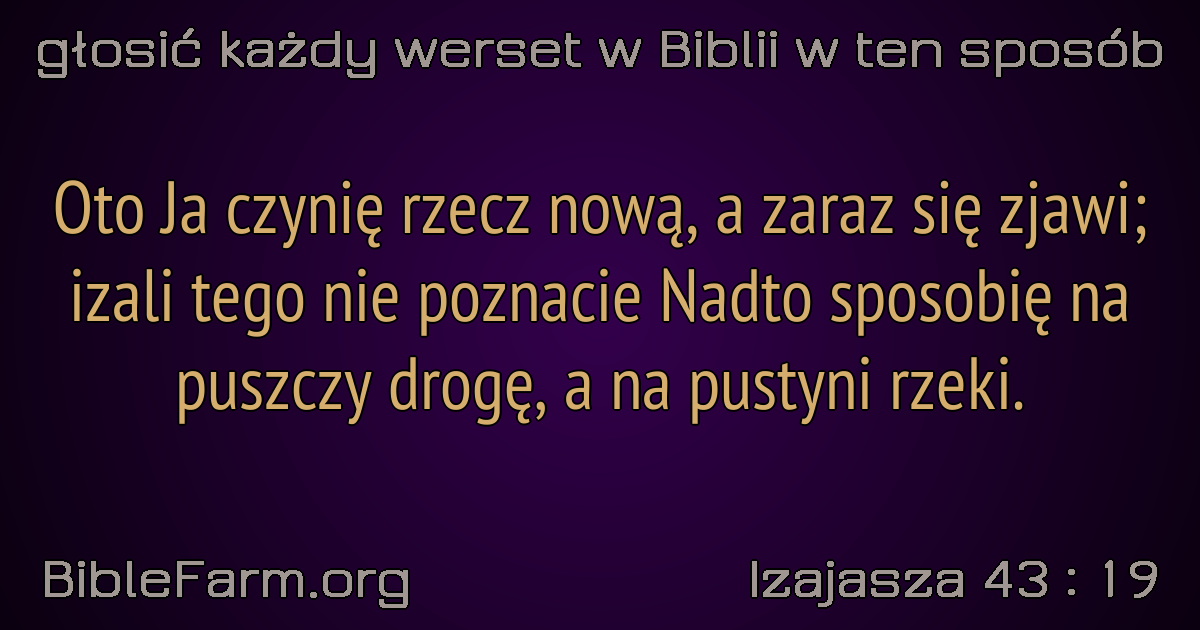 głosić każdy werset w Biblii w ten sposób
Oto Ja czynię rzecz nową, a zaraz się zjawi;
izali tego nie poznacie Nadto sposobię na
puszczy drogę, a na pustyni rzeki.
BibleFarm.org
Izajasza 43 : 19